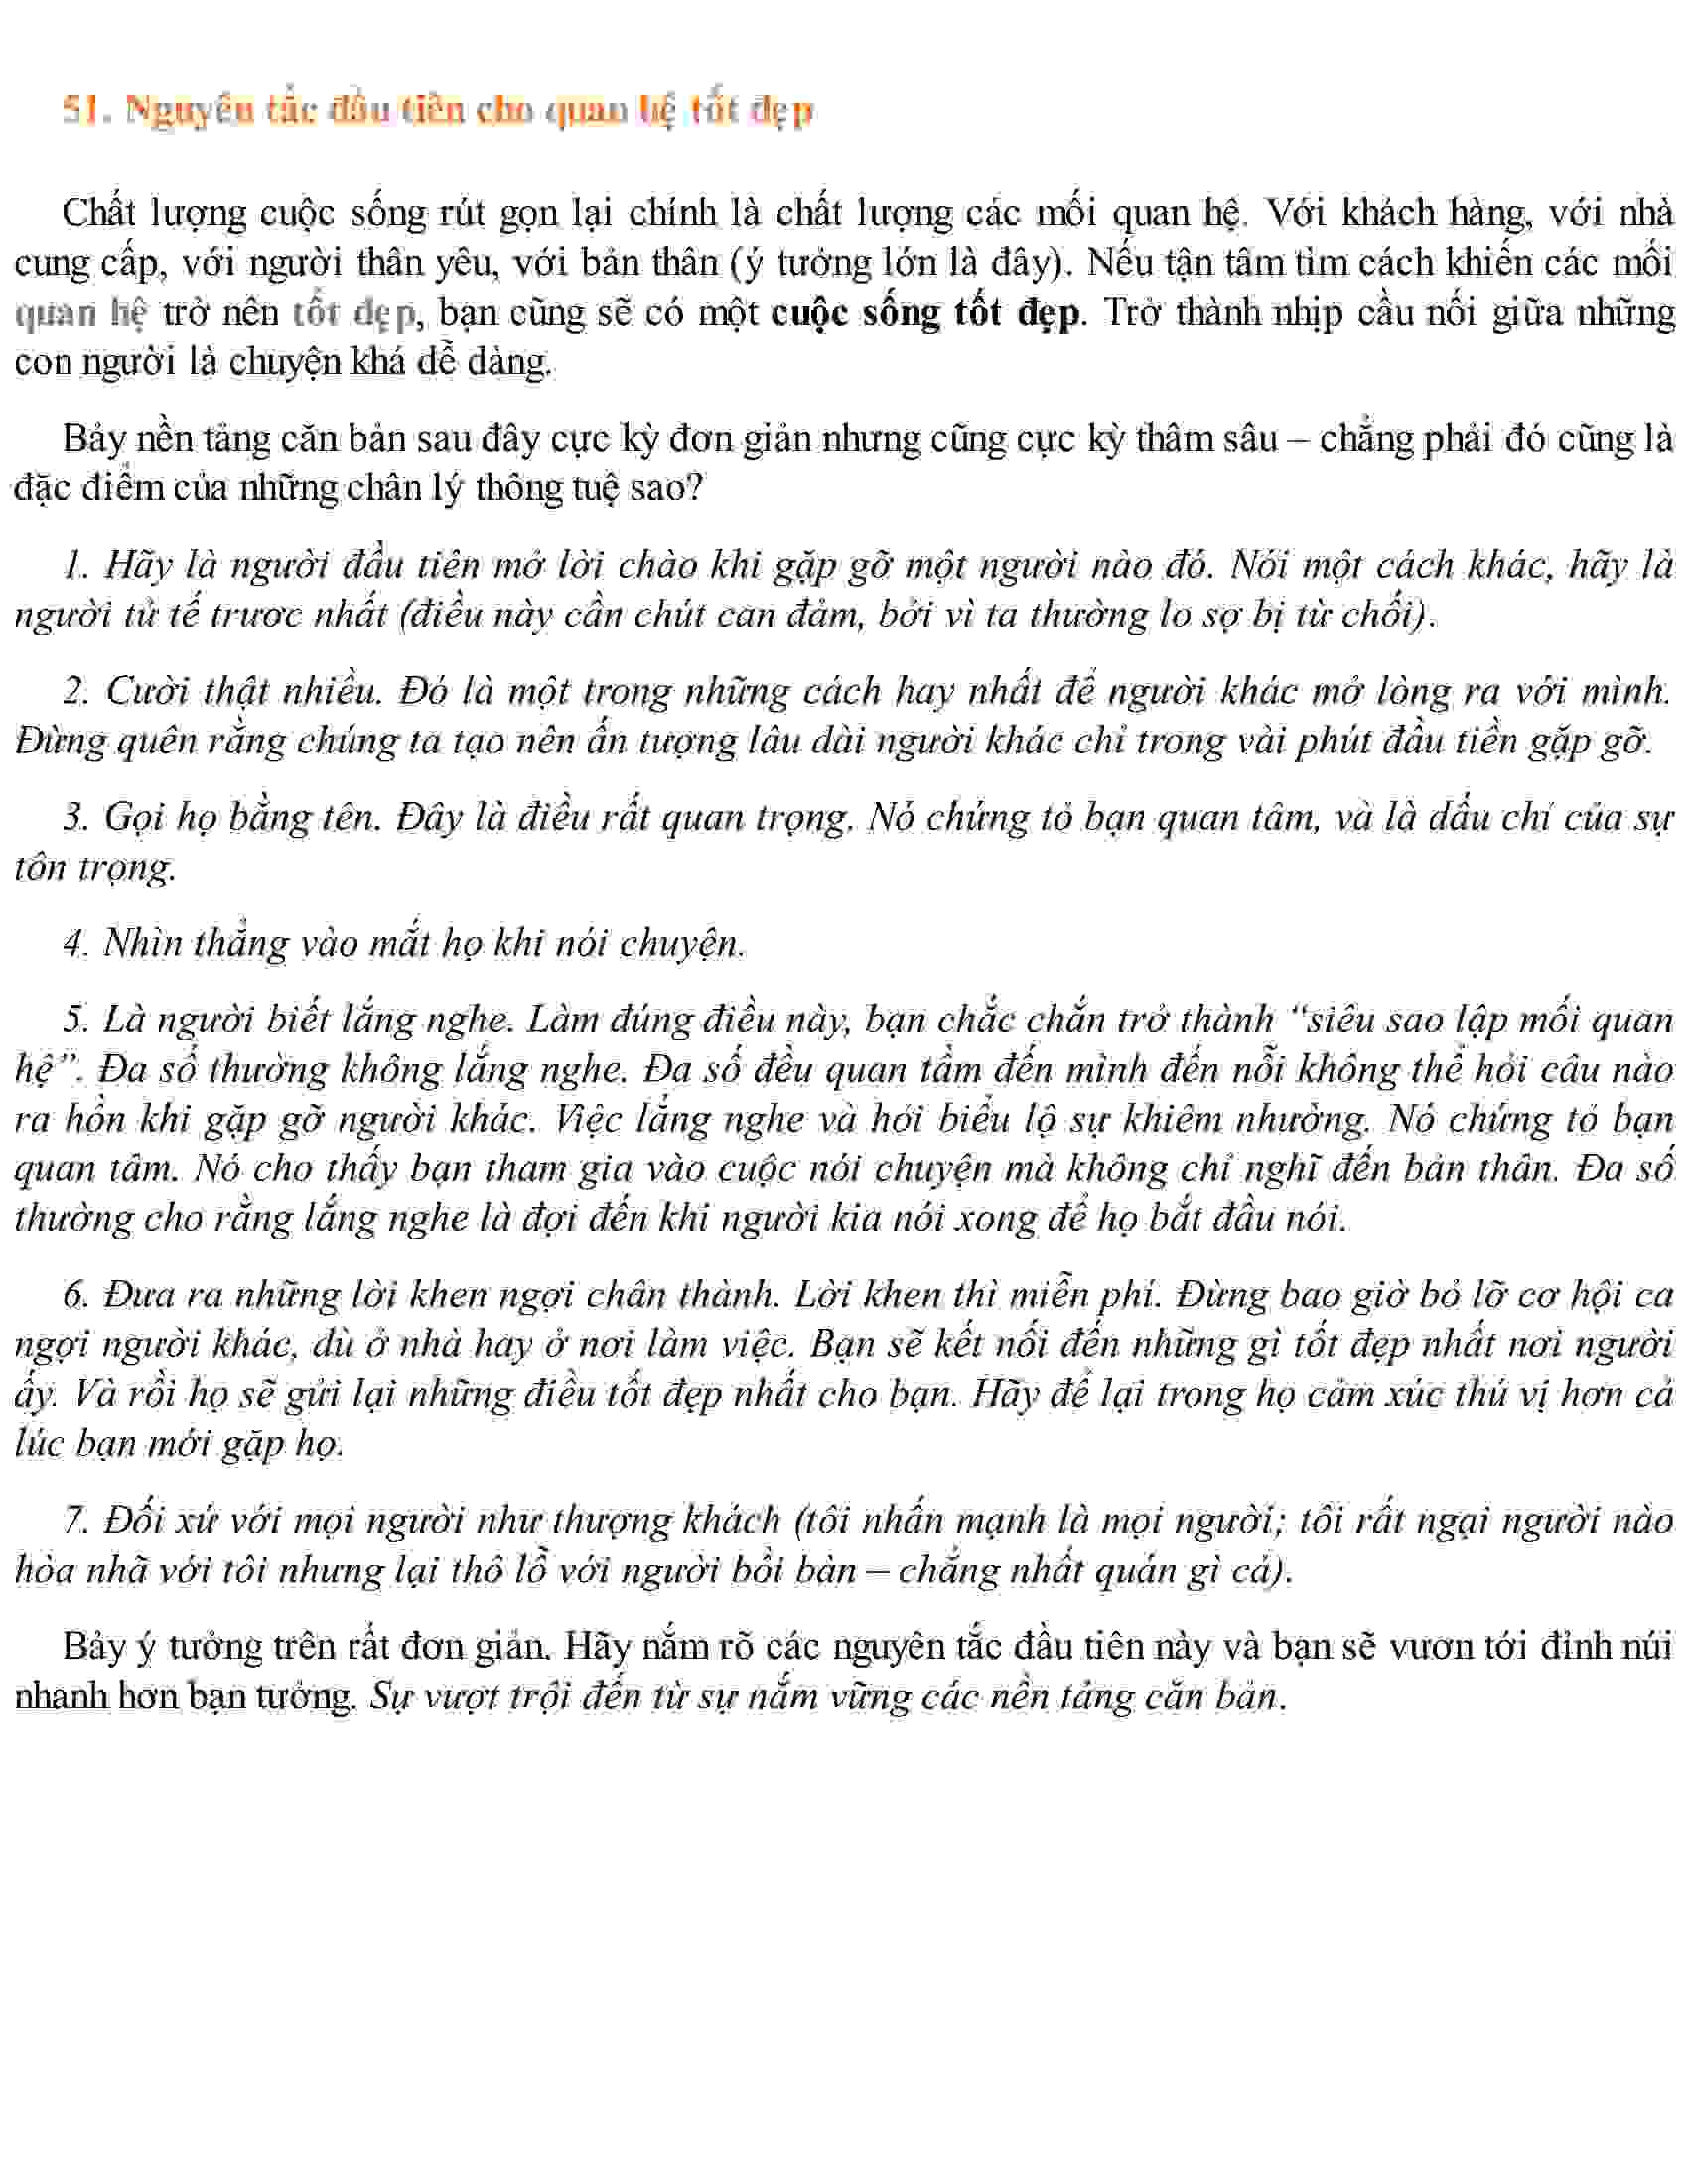 51. Nguyên tắc đầu tiên cho quan hệ tốt đẹp
Chất lượng cuộc sống rút gọn lại chính là chất lượng các mối quan hệ. Với khách hàng, với nhà
cung cấp, với người thân yêu, với bản thân (ý tưởng lớn là đây). Nếu tận tâm tìm cách khiến các mối
quan hệ trở nên tốt đẹp, bạn cũng sẽ có một cuộc sống tốt đẹp. Trở thành nhịp cầu nối giữa những
con người là chuyện khá dễ dàng.
Bảy nền tảng căn bản sau đây cực kỳ đơn giản nhưng cũng cực kỳ thâm sâu – chẳng phải đó cũng là
đặc điểm của những chân lý thông tuệ sao?
1. Hãy là người đầu tiên mở lời chào khi gặp gỡ một người nào đó. Nói một cách khác, hãy là
người tử tế trươc nhất (điều này cần chút can đảm, bởi vì ta thường lo sợ bị từ chối).
2. Cười thật nhiều. Đó là một trong những cách hay nhất để người khác mở lòng ra với mình.
Đừng quên rằng chúng ta tạo nên ấn tượng lâu dài người khác chỉ trong vài phút đầu tiền gặp gỡ.
3. Gọi họ bằng tên. Đây là điều rất quan trọng. Nó chứng tỏ bạn quan tâm, và là dấu chỉ của sự
tôn trọng.
4. Nhìn thẳng vào mắt họ khi nói chuyện.
5. Là người biết lắng nghe. Làm đúng điều này, bạn chắc chắn trở thành “siêu sao lập mối quan
hệ”. Đa số thường không lắng nghe. Đa số đều quan tầm đến mình đến nỗi không thể hỏi câu nào
ra hồn khi gặp gỡ người khác. Việc lắng nghe và hỏi biểu lộ sự khiêm nhường. Nó chứng tỏ bạn
quan tâm. Nó cho thấy bạn tham gia vào cuộc nói chuyện mà không chỉ nghĩ đến bản thân. Đa số
thường cho rằng lắng nghe là đợi đến khi người kia nói xong để họ bắt đầu nói.
6. Đưa ra những lời khen ngợi chân thành. Lời khen thì miễn phí. Đừng bao giờ bỏ lỡ cơ hội ca
ngợi người khác, dù ở nhà hay ở nơi làm việc. Bạn sẽ kết nối đến những gì tốt đẹp nhất nơi người
ấy. Và rồi họ sẽ gửi lại những điều tốt đẹp nhất cho bạn. Hãy để lại trong họ cảm xúc thú vị hơn cả
lúc bạn mới gặp họ.
7. Đối xử với mọi người như thượng khách (tôi nhấn mạnh là mọi người; tôi rất ngại người nào
hòa nhã với tôi nhưng lại thô lỗ với người bồi bàn – chẳng nhất quán gì cả).
Bảy ý tưởng trên rất đơn giản. Hãy nắm rõ các nguyên tắc đầu tiên này và bạn sẽ vươn tới đỉnh núi
nhanh hơn bạn tưởng. Sự vượt trội đến từ sự nắm vững các nền tảng căn bản.